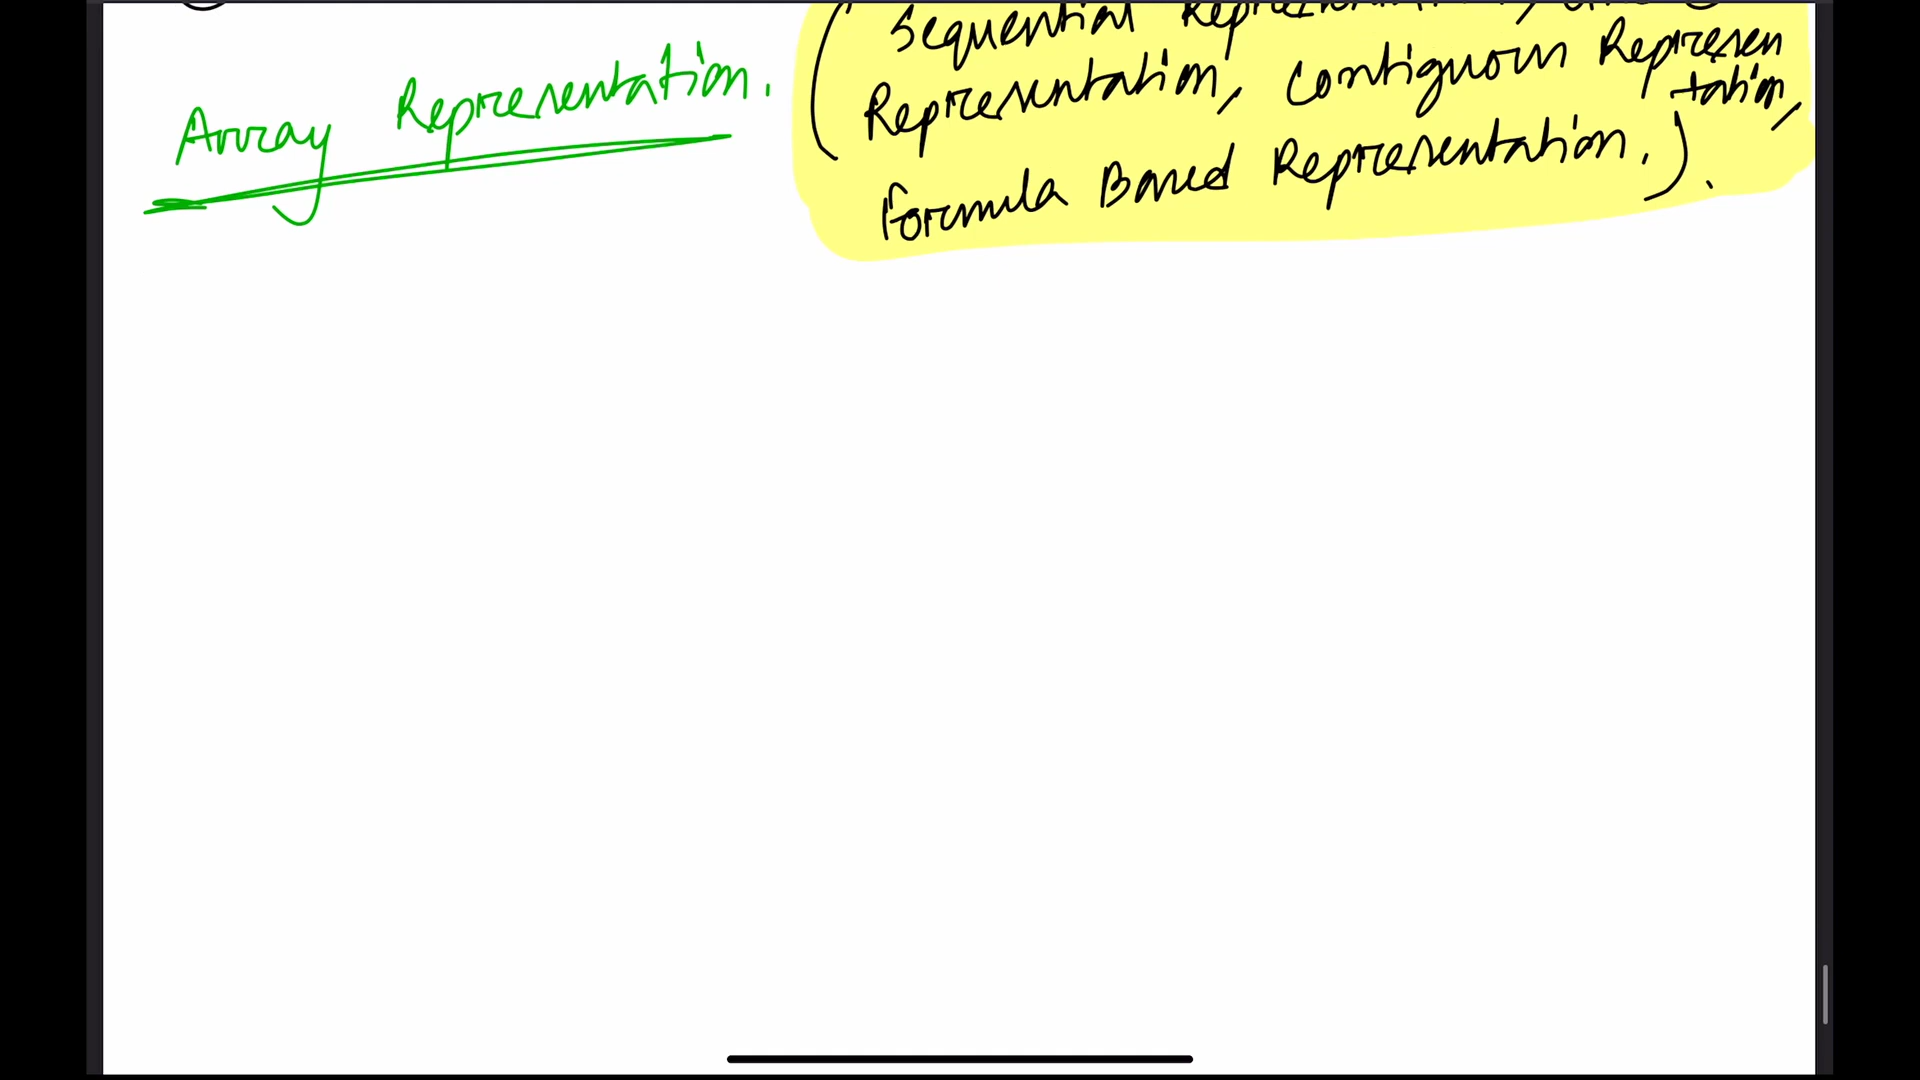 Array Representation.
( Sequential
Representation, Contiguous Represen
tation,
Formula Based Representation. ).